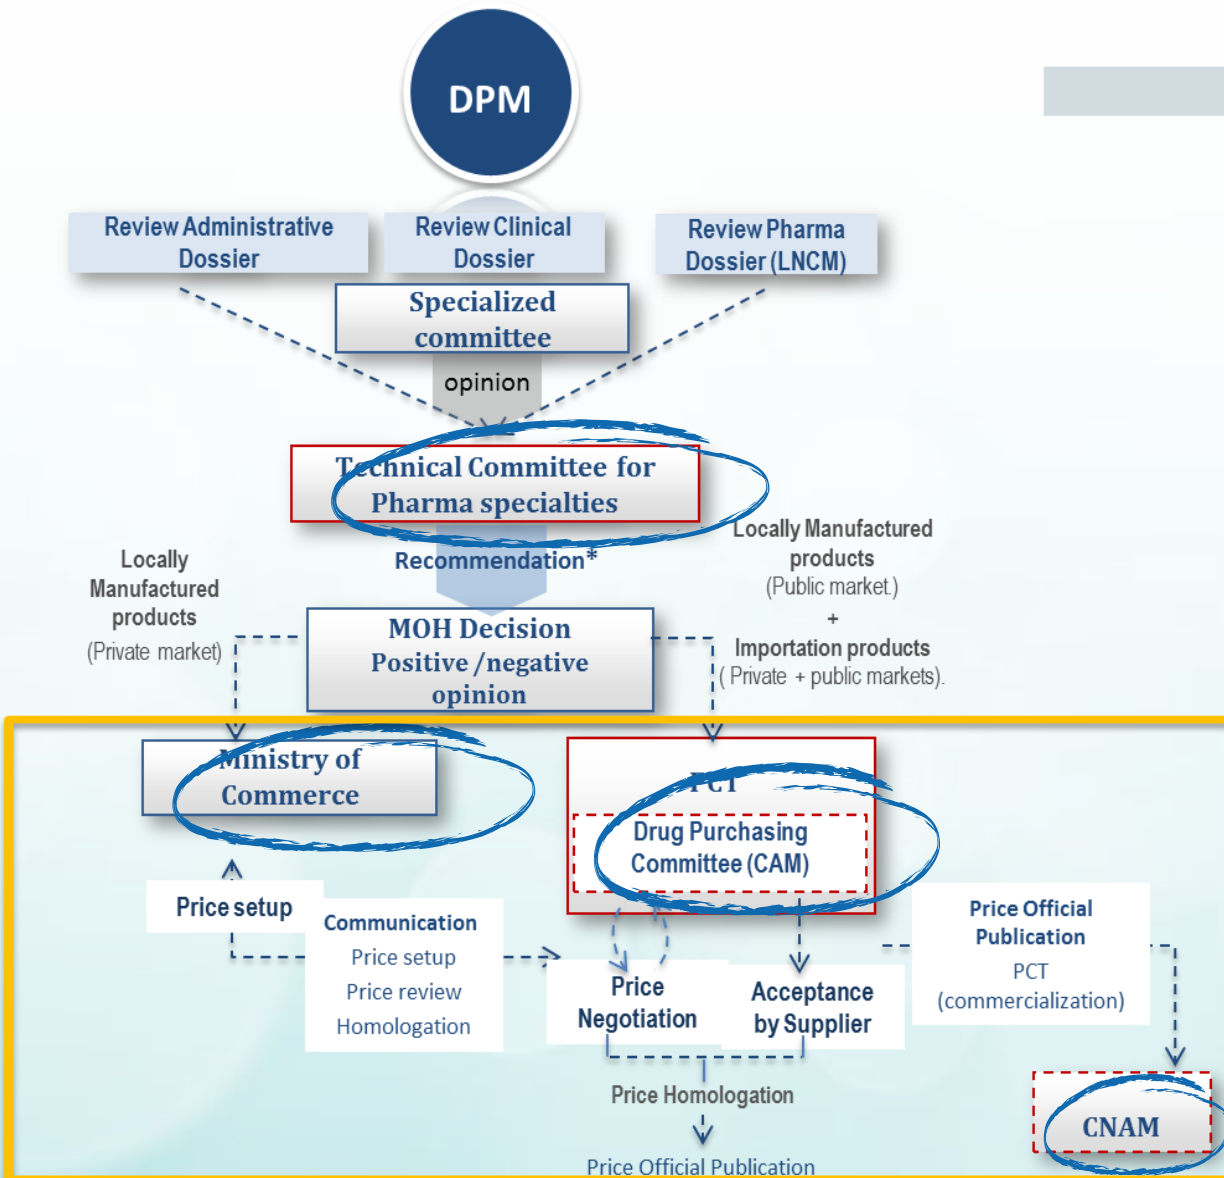 DPM
Review Administrative
Dossier
Review Clinical
Dossier
Review Pharma
Dossier (LNCM)
Specialized
committee
opinion
Technical Committee for
Pharma specialties
Recommendation*
Locally
Manufactured
products
(Private market)
MOH Decision
Positive /negative
opinion
Locally Manufactured
products
(Public market.)
+
Importation products
( Private + public markets).
Ministry of
Commerce
PCT
Drug Purchasing
Committee (CAM)
Price setup
Communication
Price setup
Price review
Homologation
Price
Negotiation
Acceptance
by Supplier
Price Official
Publication
PCT
(commercialization)
Price Homologation
Price Official Publication
CNAM